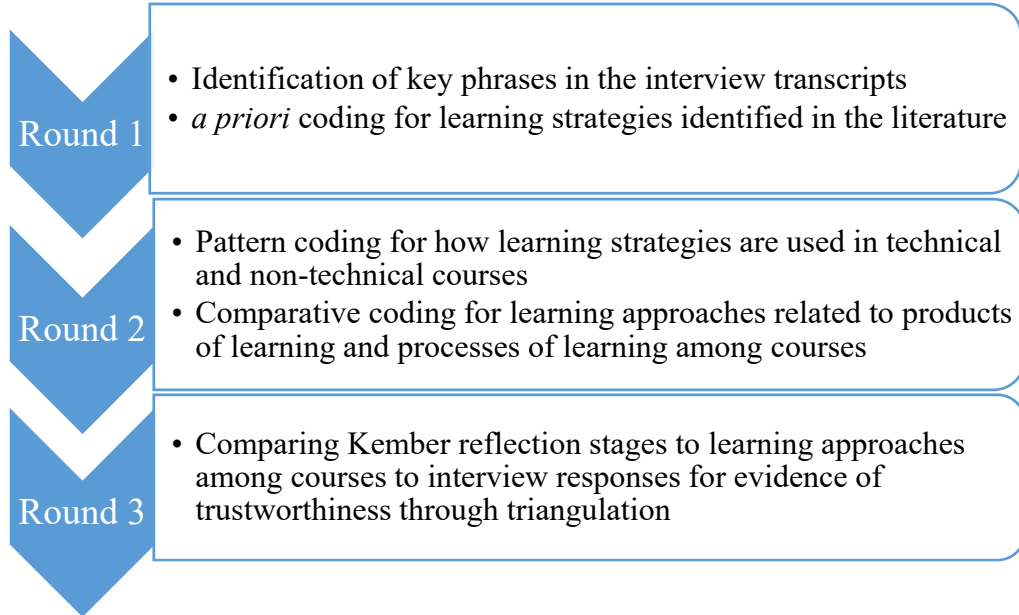 Round 1
• Identification of key phrases in the interview transcripts
• a priori coding for learning strategies identified in the literature
Round 2
• Pattern coding for how learning strategies are used in technical
and non-technical courses
• Comparative coding for learning approaches related to products
of learning and processes of learning among courses
Round 3
• Comparing Kember reflection stages to learning approaches
among courses to interview responses for evidence of
trustworthiness through triangulation